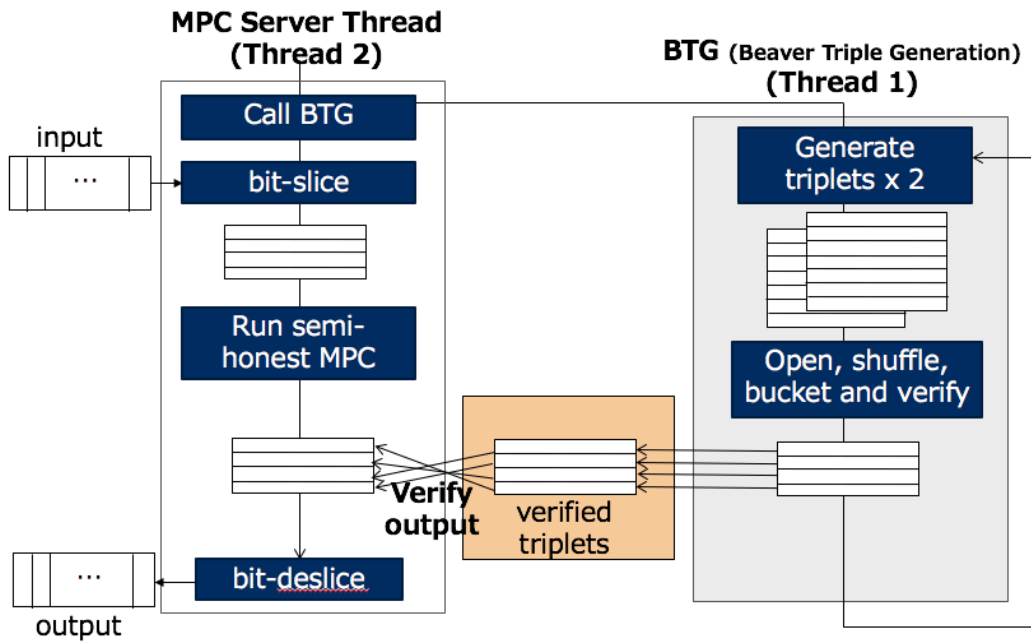 MPC Server Thread
(Thread 2)
BTG (Beaver Triple Generation)
(Thread 1)
Call BTG
input
...
bit-slice
Generate
triplets x 2
Run semi-
honest MPC
Open, shuffle,
bucket and verify
Verify
output
verified
triplets
...
bit-deslice
output